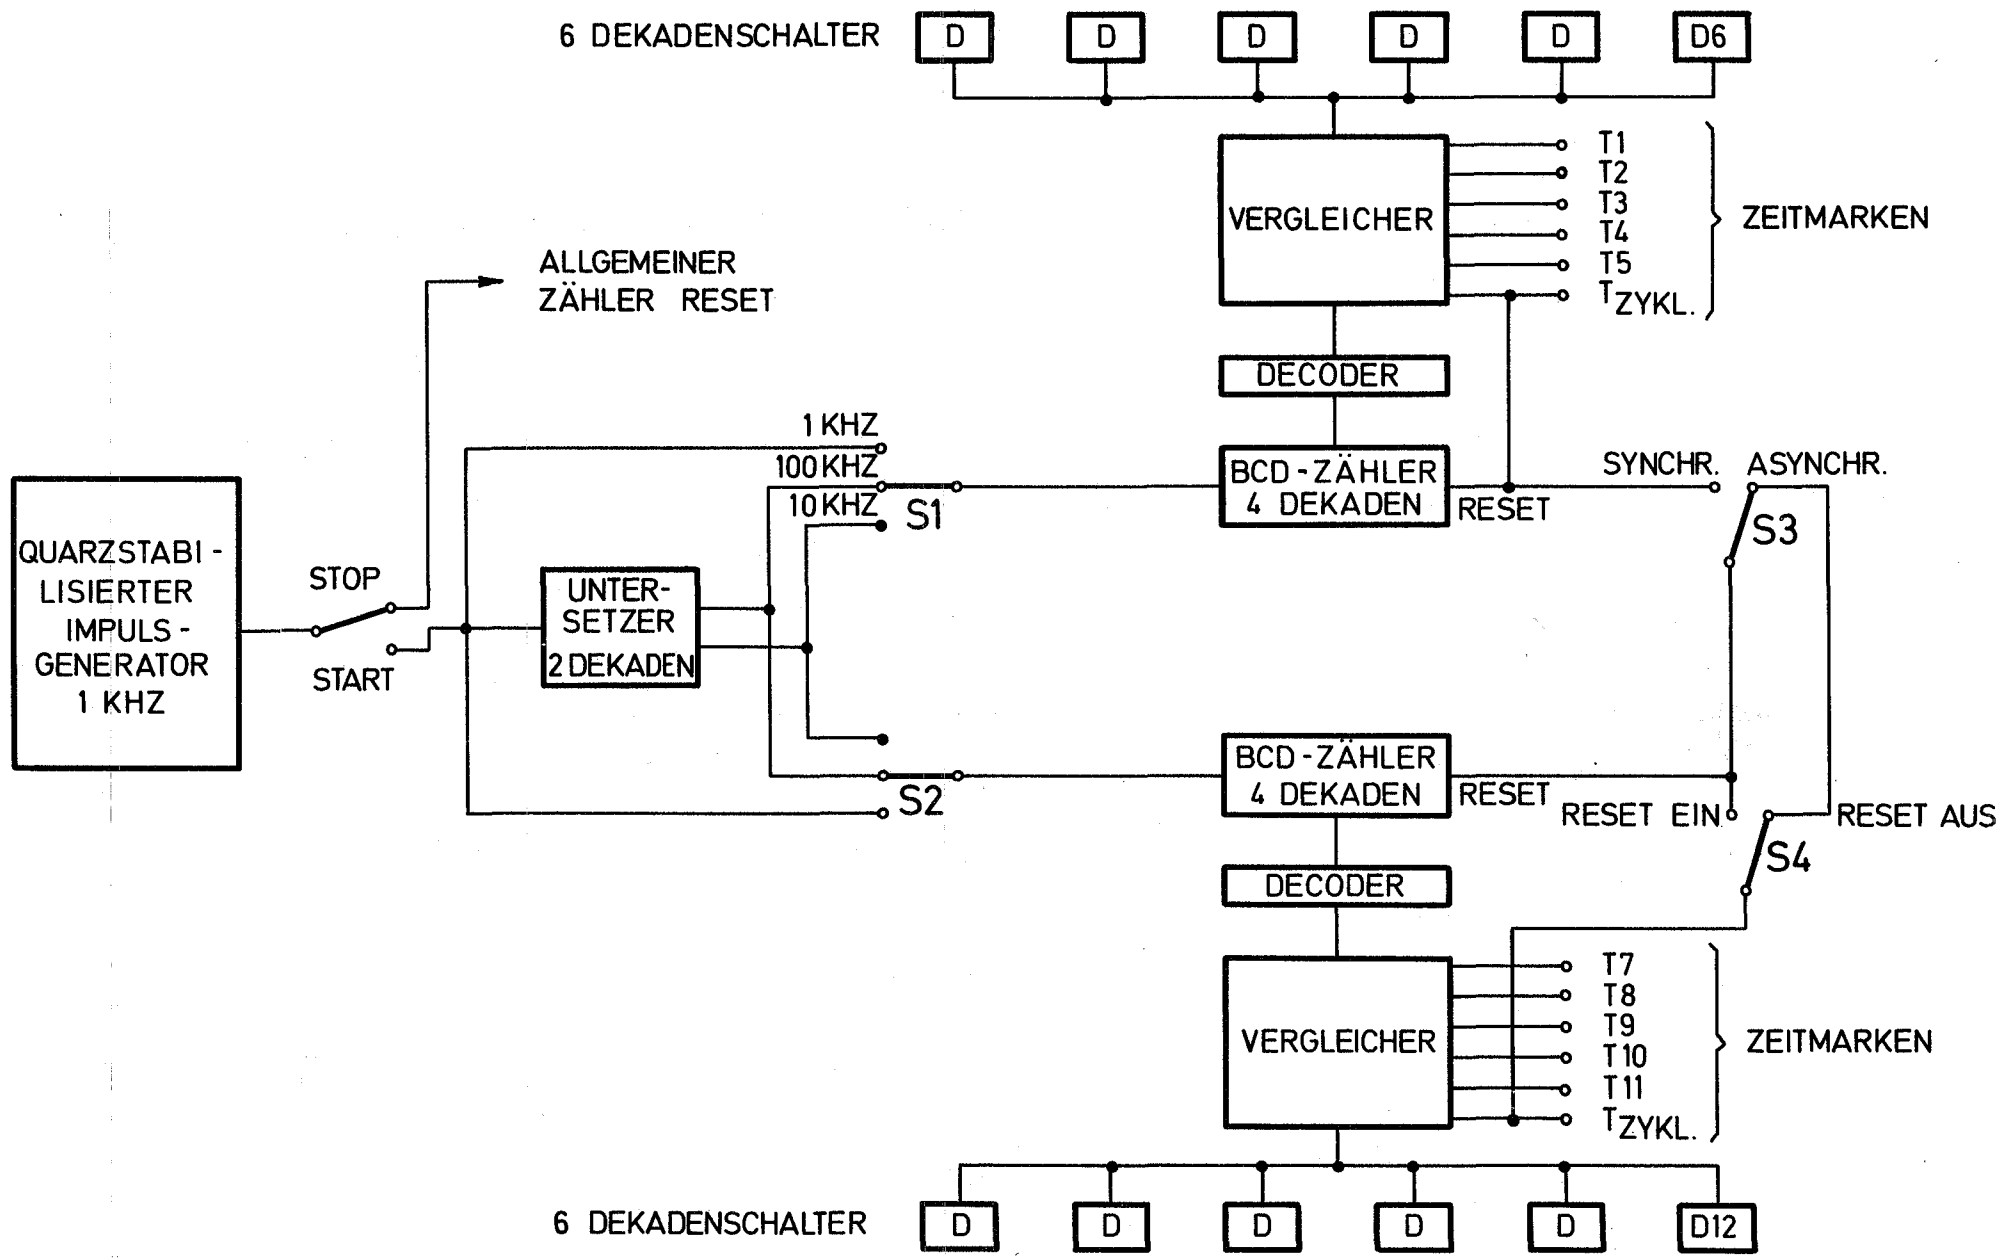 6 DEKADENSCHALTER
D D D D D D6
T1
T2
T3
T4
T5
TZYKL.
VERGLEICHER
ZEITMARKEN
ALLGEMEINER
ZÄHLER RESET
DECODER
1 KHZ
100 KHZ
10 KHZ
S1
BCD-ZÄHLER
4 DEKADEN
RESET
SYNCHR. ASYNCHR.
S3
QUARZSTABI-
LISIERTER
IMPULS-
GENERATOR
1 KHZ
STOP
START
UNTER-
SETZER
2 DEKADEN
S2
BCD-ZÄHLER
4 DEKADEN
RESET
RESET EIN
RESET AUS
S4
DECODER
VERGLEICHER
T7
T8
T9
T10
T11
TZYKL.
ZEITMARKEN
6 DEKADENSCHALTER
D D D D D D12